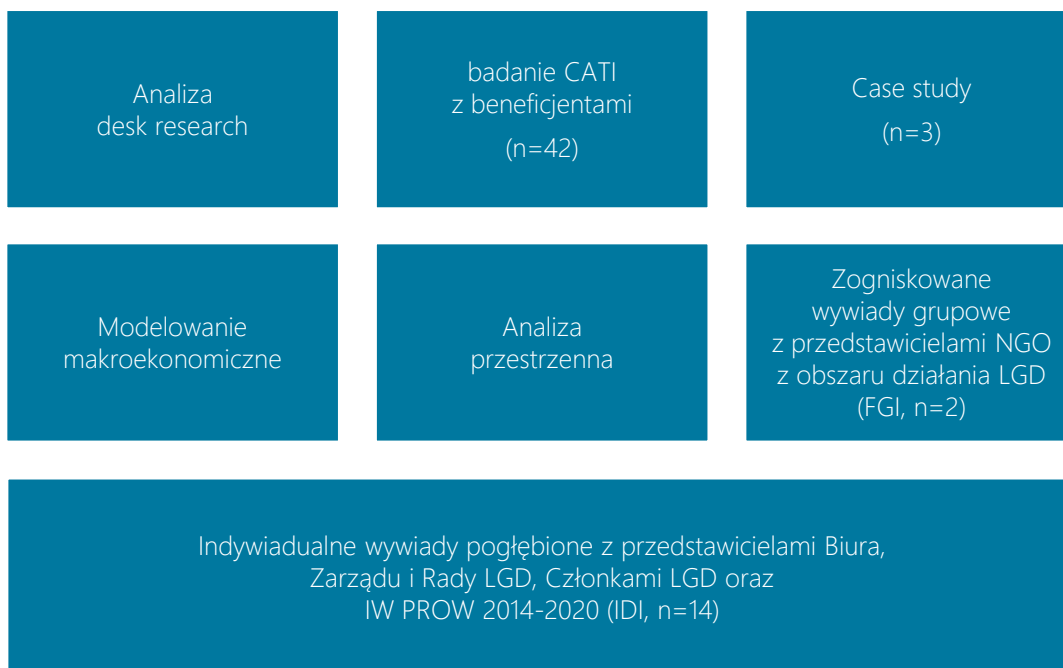 Analiza
desk research
badanie CATI
z beneficjentami
(n=42)
Case study
(n=3)
Modelowanie
makroekonomiczne
Analiza
przestrzenna
Zogniskowane
wywiady grupowe
z przedstawicielami NGO
z obszaru działania LGD
(FGI, n=2)
Indywiadualne wywiady pogłębione z przedstawicielami Biura,
Zarządu i Rady LGD, Członkami LGD oraz
IW PROW 2014-2020 (IDI, n=14)